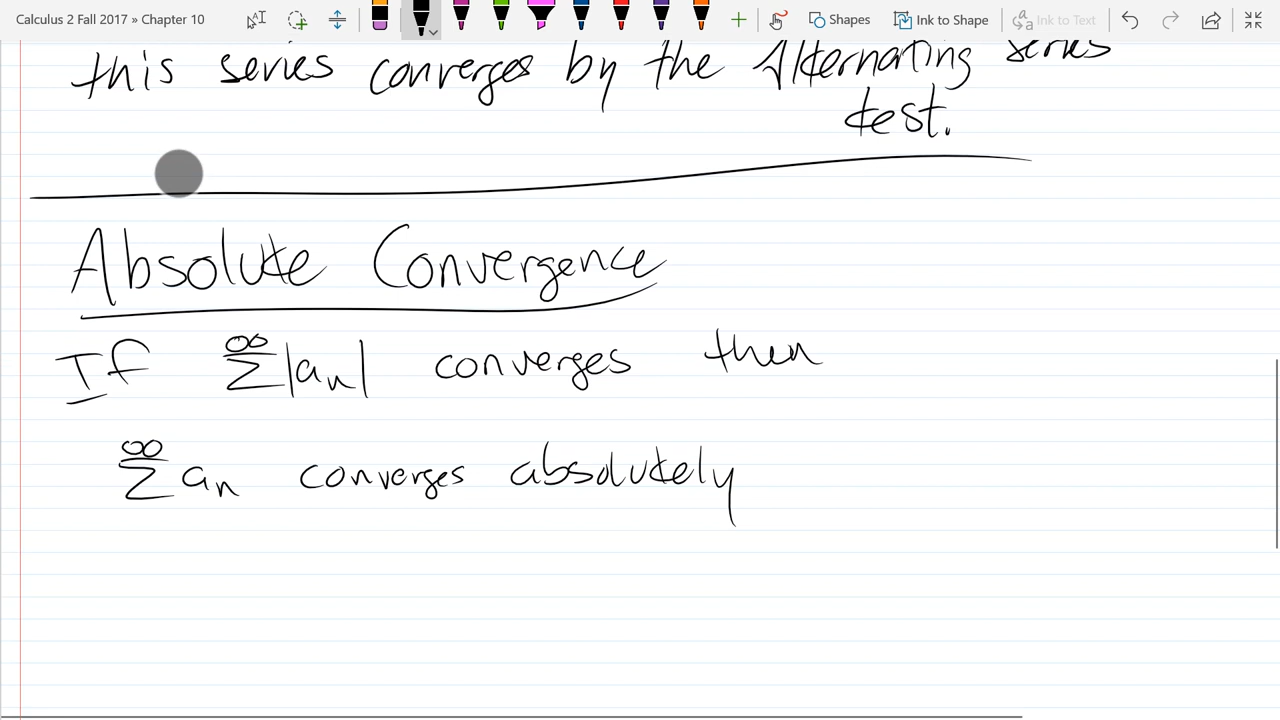 Calculus 2 Fall 2017 » Chapter 10
Shapes
Ink to Shape
Ink to Text
this series converges by the Alternating series
test.
Absolute Convergence
If ∞ Σ |aₙ| converges then
∞ Σ aₙ converges absolutely